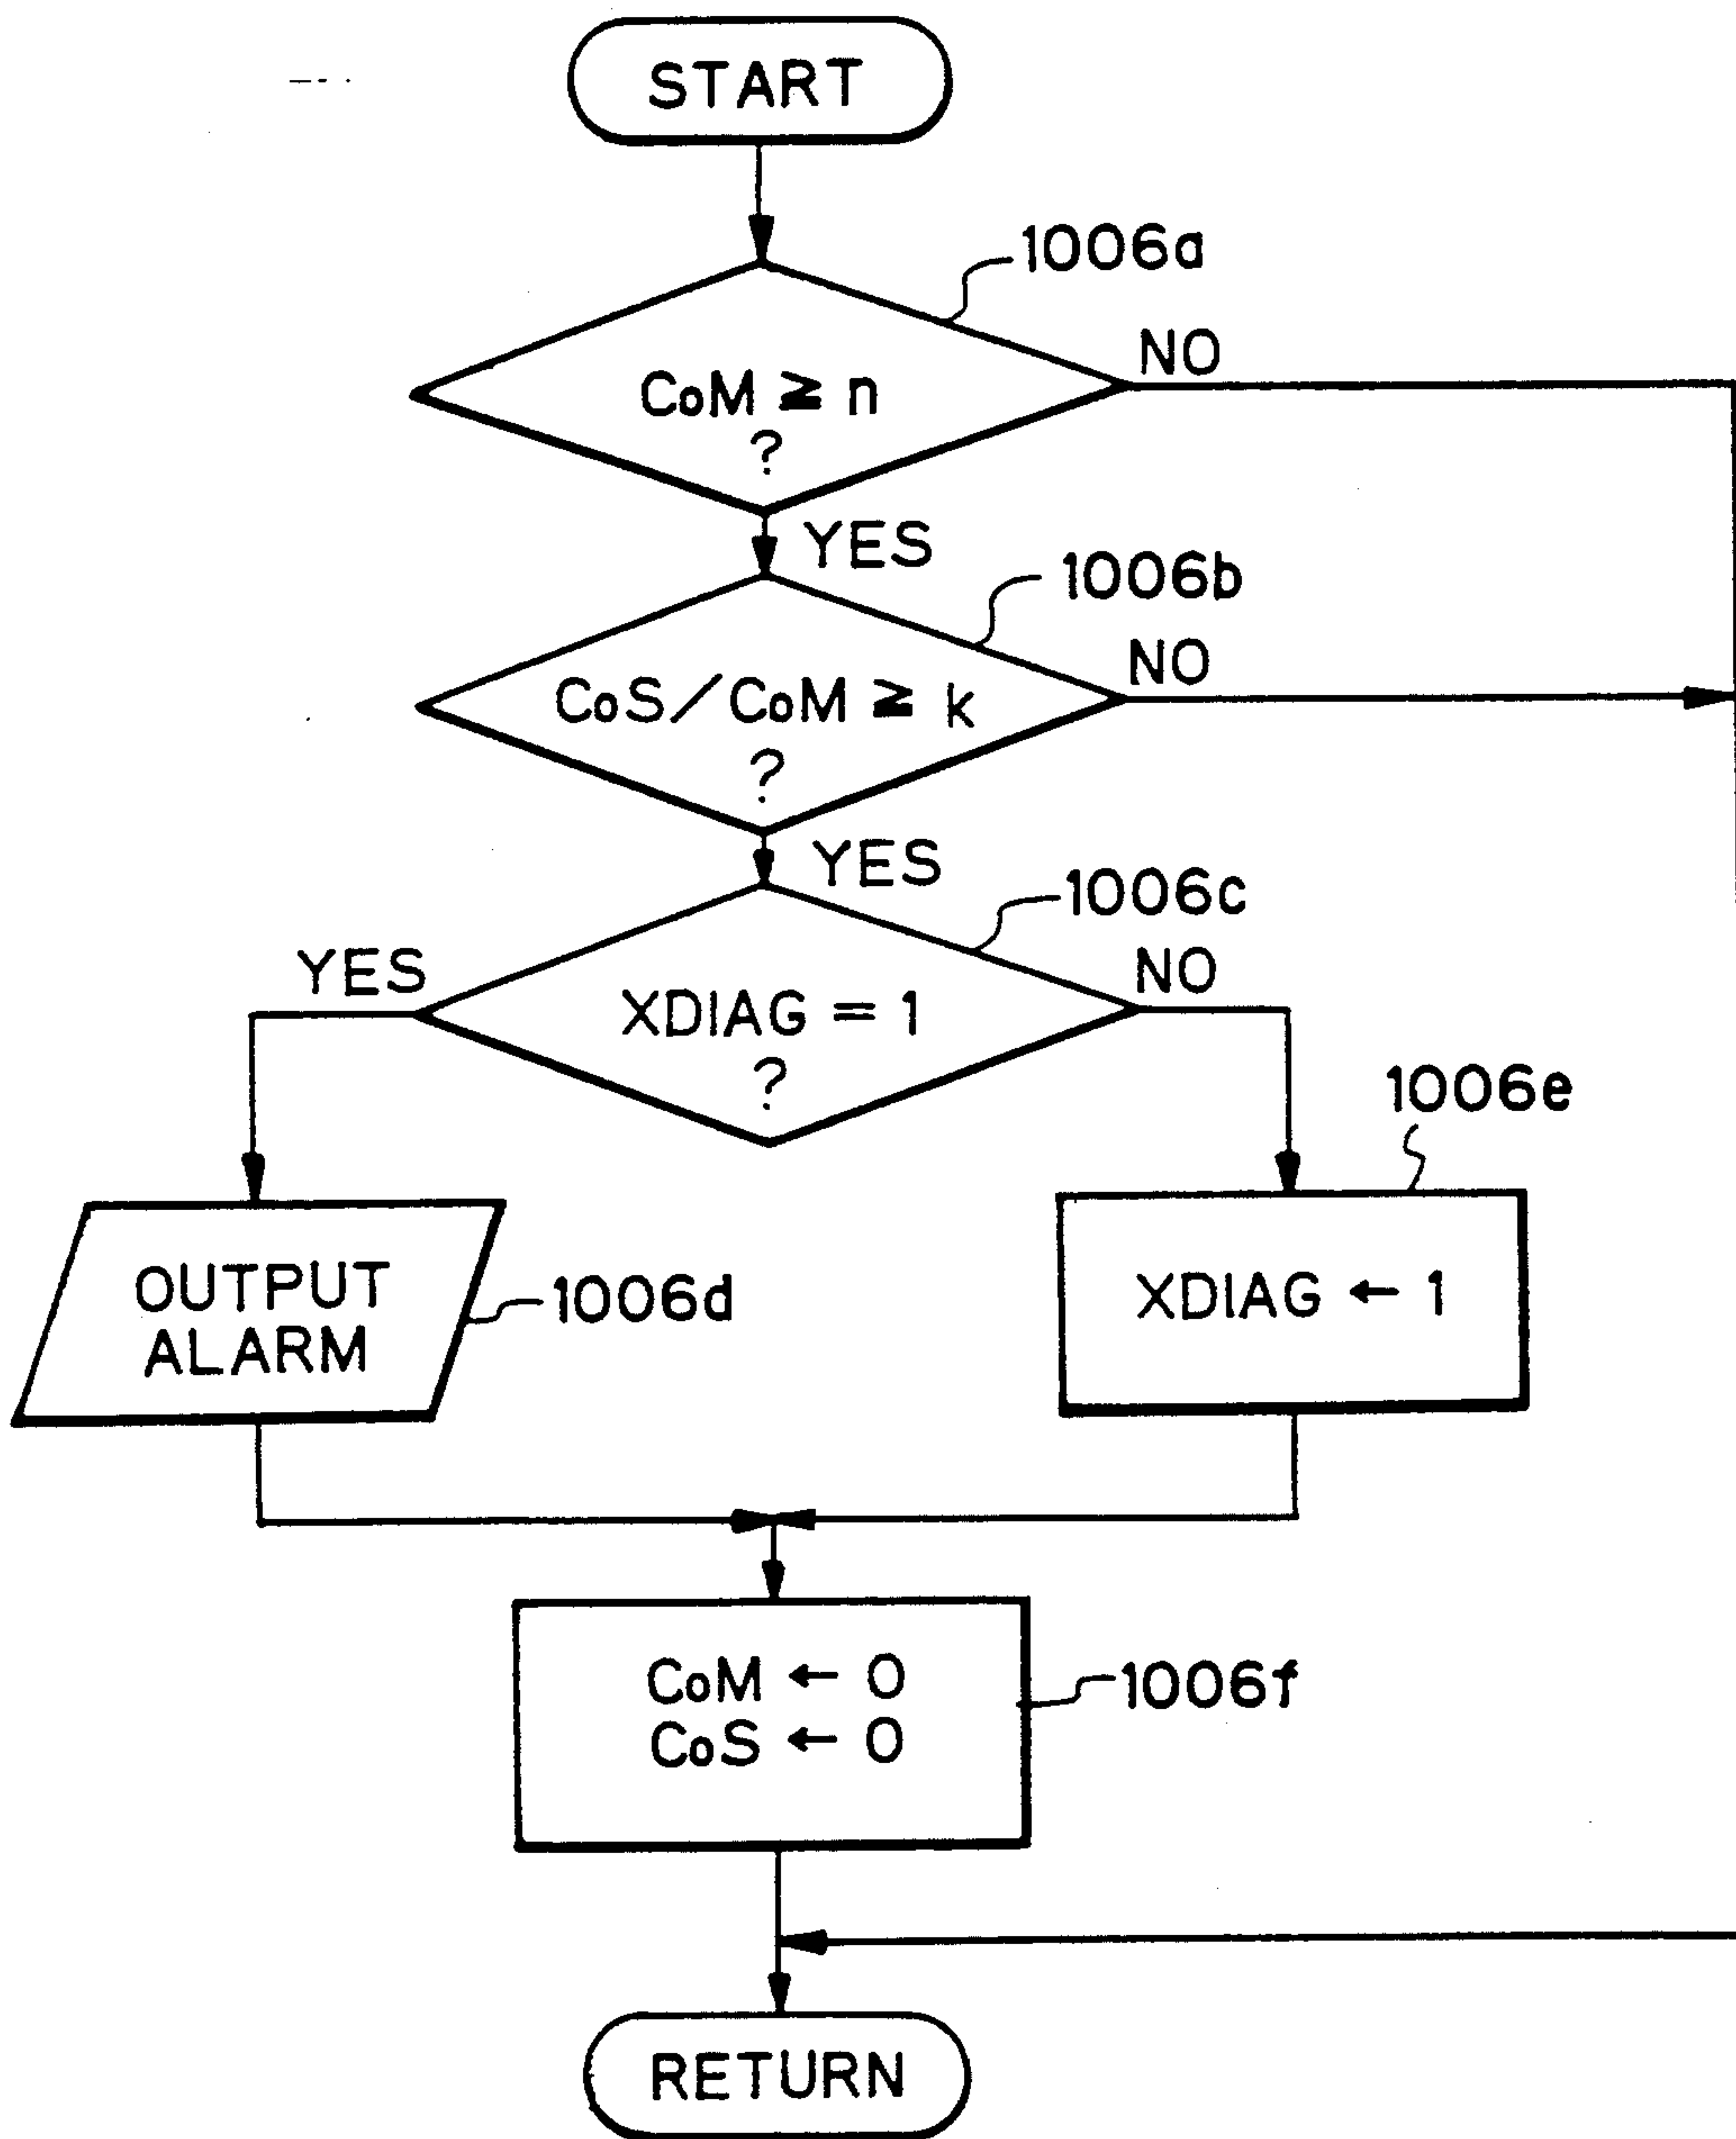 START
1006a
NO
CoM ≧ n
?
YES
1006b
NO
CoS/CoM ≧ k
?
YES
1006c
YES
NO
XDIAG = 1
?
1006e
OUTPUT
ALARM
1006d
XDIAG ← 1
CoM ← 0
CoS ← 0
1006f
RETURN